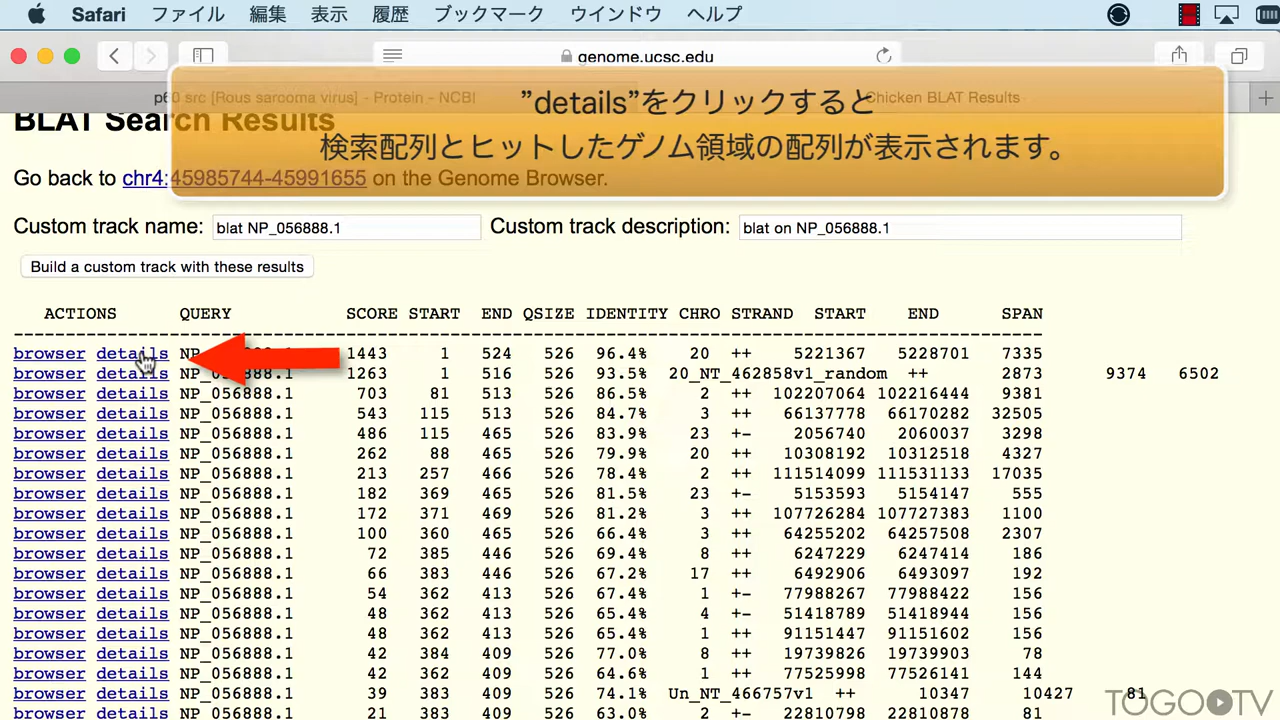 Safari ファイル 編集 表示 履歴 ブックマーク ウインドウ ヘルプ
genome.ucsc.edu
p60 src [Rous sarcoma virus] - Protein - NCBI
Chicken BLAT Results
"details"をクリックすると
検索配列とヒットしたゲノム領域の配列が表示されます。
BLAT Search Results
Go back to chr4:45985744-45991655 on the Genome Browser.
Custom track name: blat NP_056888.1 Custom track description: blat on NP_056888.1
Build a custom track with these results
ACTIONS QUERY SCORE START END QSIZE IDENTITY CHRO STRAND START END SPAN
browser details 1443 1 524 526 96.4% 20 ++ 5221367 5228701 7335
browser details NP_056888.1 1263 1 516 526 93.5% 20_NT_462858v1_random ++ 2873 9374 6502
browser details NP_056888.1 703 81 513 526 86.5% 2 ++ 102207064 102216444 9381
browser details NP_056888.1 543 115 513 526 84.7% 3 ++ 66137778 66170282 32505
browser details NP_056888.1 486 115 465 526 83.9% 23 +- 2056740 2060037 3298
browser details NP_056888.1 262 88 465 526 79.9% 20 ++ 10308192 10312518 4327
browser details NP_056888.1 213 257 466 526 78.4% 2 ++ 111514099 111531133 17035
browser details NP_056888.1 182 369 465 526 81.5% 23 +- 5153593 5154147 555
browser details NP_056888.1 172 371 469 526 81.2% 3 ++ 107726284 107727383 1100
browser details NP_056888.1 100 360 465 526 66.4% 3 ++ 64255202 64257508 2307
browser details NP_056888.1 72 385 446 526 69.4% 8 ++ 6247229 6247414 186
browser details NP_056888.1 66 383 446 526 67.2% 17 ++ 6492906 6493097 192
browser details NP_056888.1 54 362 413 526 67.4% 1 +- 77988267 77988422 156
browser details NP_056888.1 48 362 413 526 65.4% 4 +- 51418789 51418944 156
browser details NP_056888.1 48 362 413 526 65.4% 1 ++ 91151447 91151602 156
browser details NP_056888.1 42 384 409 526 77.0% 8 ++ 19739826 19739903 78
browser details NP_056888.1 42 362 409 526 64.6% 1 ++ 77525998 77526141 144
browser details NP_056888.1 39 383 409 526 74.1% Un_NT_466757v1 ++ 10347 10427 81
browser details NP_056888.1 21 383 409 526 63.0% 2 ++ 22810798 22810878 81
TOGO TV